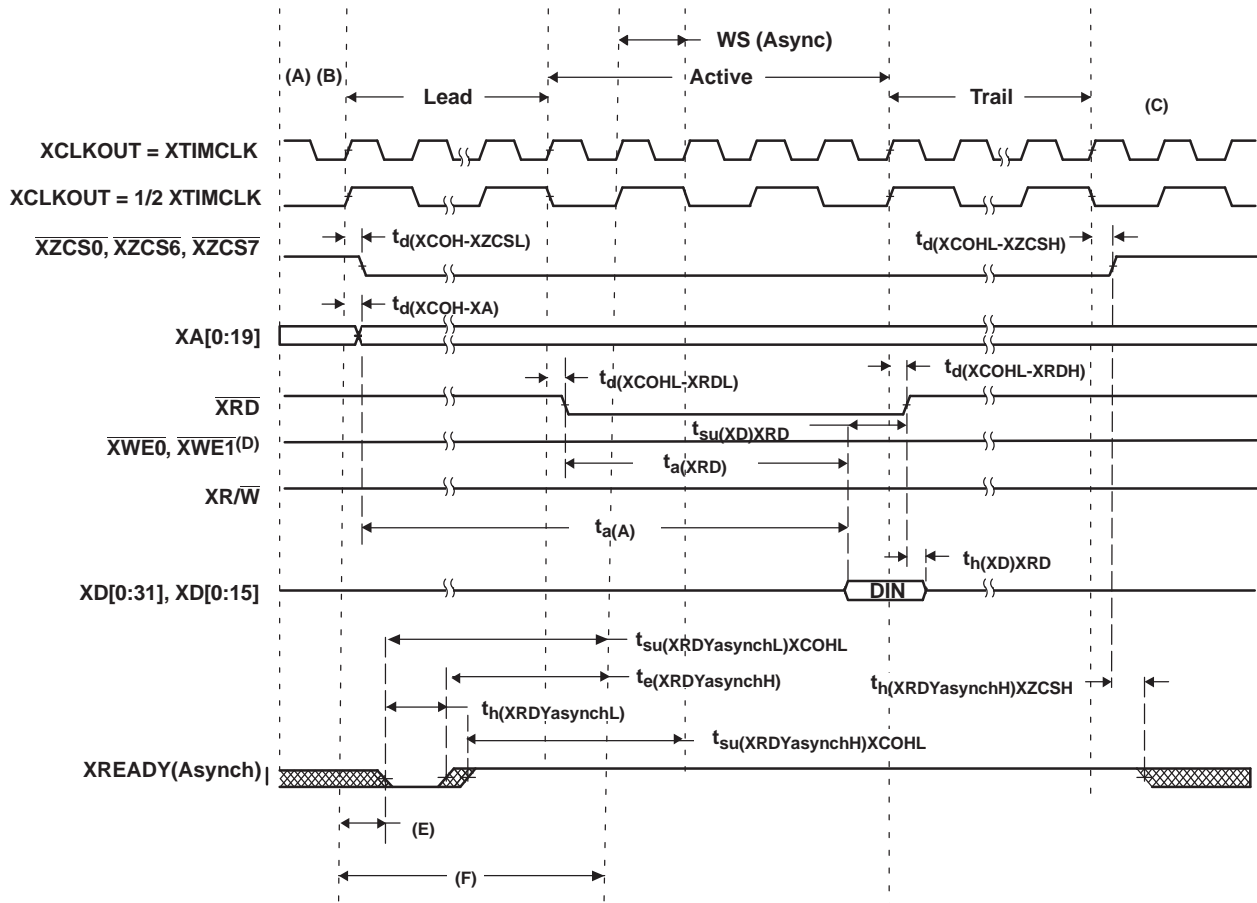 WS (Async)
(A) (B)
Active
Lead
Trail
(C)
XCLKOUT = XTIMCLK
XCLKOUT = 1/2 XTIMCLK
XZCS0, XZCS6, XZCS7
td(XCOH-XZCSL)
td(XCOHL-XZCSH)
td(XCOH-XA)
XA[0:19]
td(XCOHL-XRDL)
td(XCOHL-XRDH)
XRD
tsu(XD)XRD
XWE0, XWE1(D)
ta(XRD)
XR/W
ta(A)
th(XD)XRD
XD[0:31], XD[0:15]
DIN
tsu(XRDYasynchL)XCOHL
te(XRDYasynchH)
th(XRDYasynchH)XZCSH
th(XRDYasynchL)
tsu(XRDYasynchH)XCOHL
XREADY(Asynch)
(E)
(F)